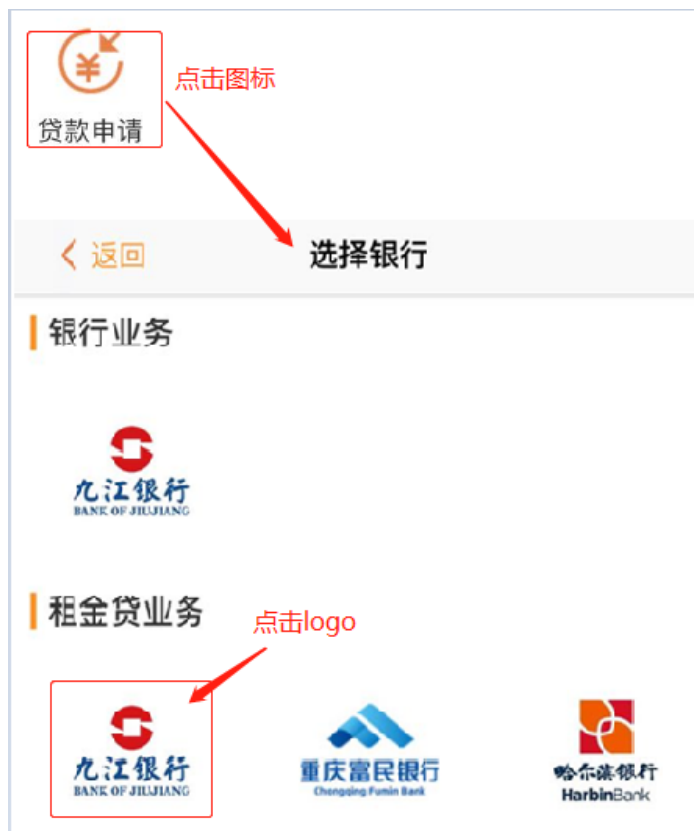 ¥
点击图标
贷款申请
返回
选择银行
银行业务
九江银行
BANK OF JIUJIANG
租金贷业务
点击logo
九江银行
BANK OF JIUJIANG
重庆富民银行
Chongqing Fumin Bank
哈尔滨银行
HarbinBank